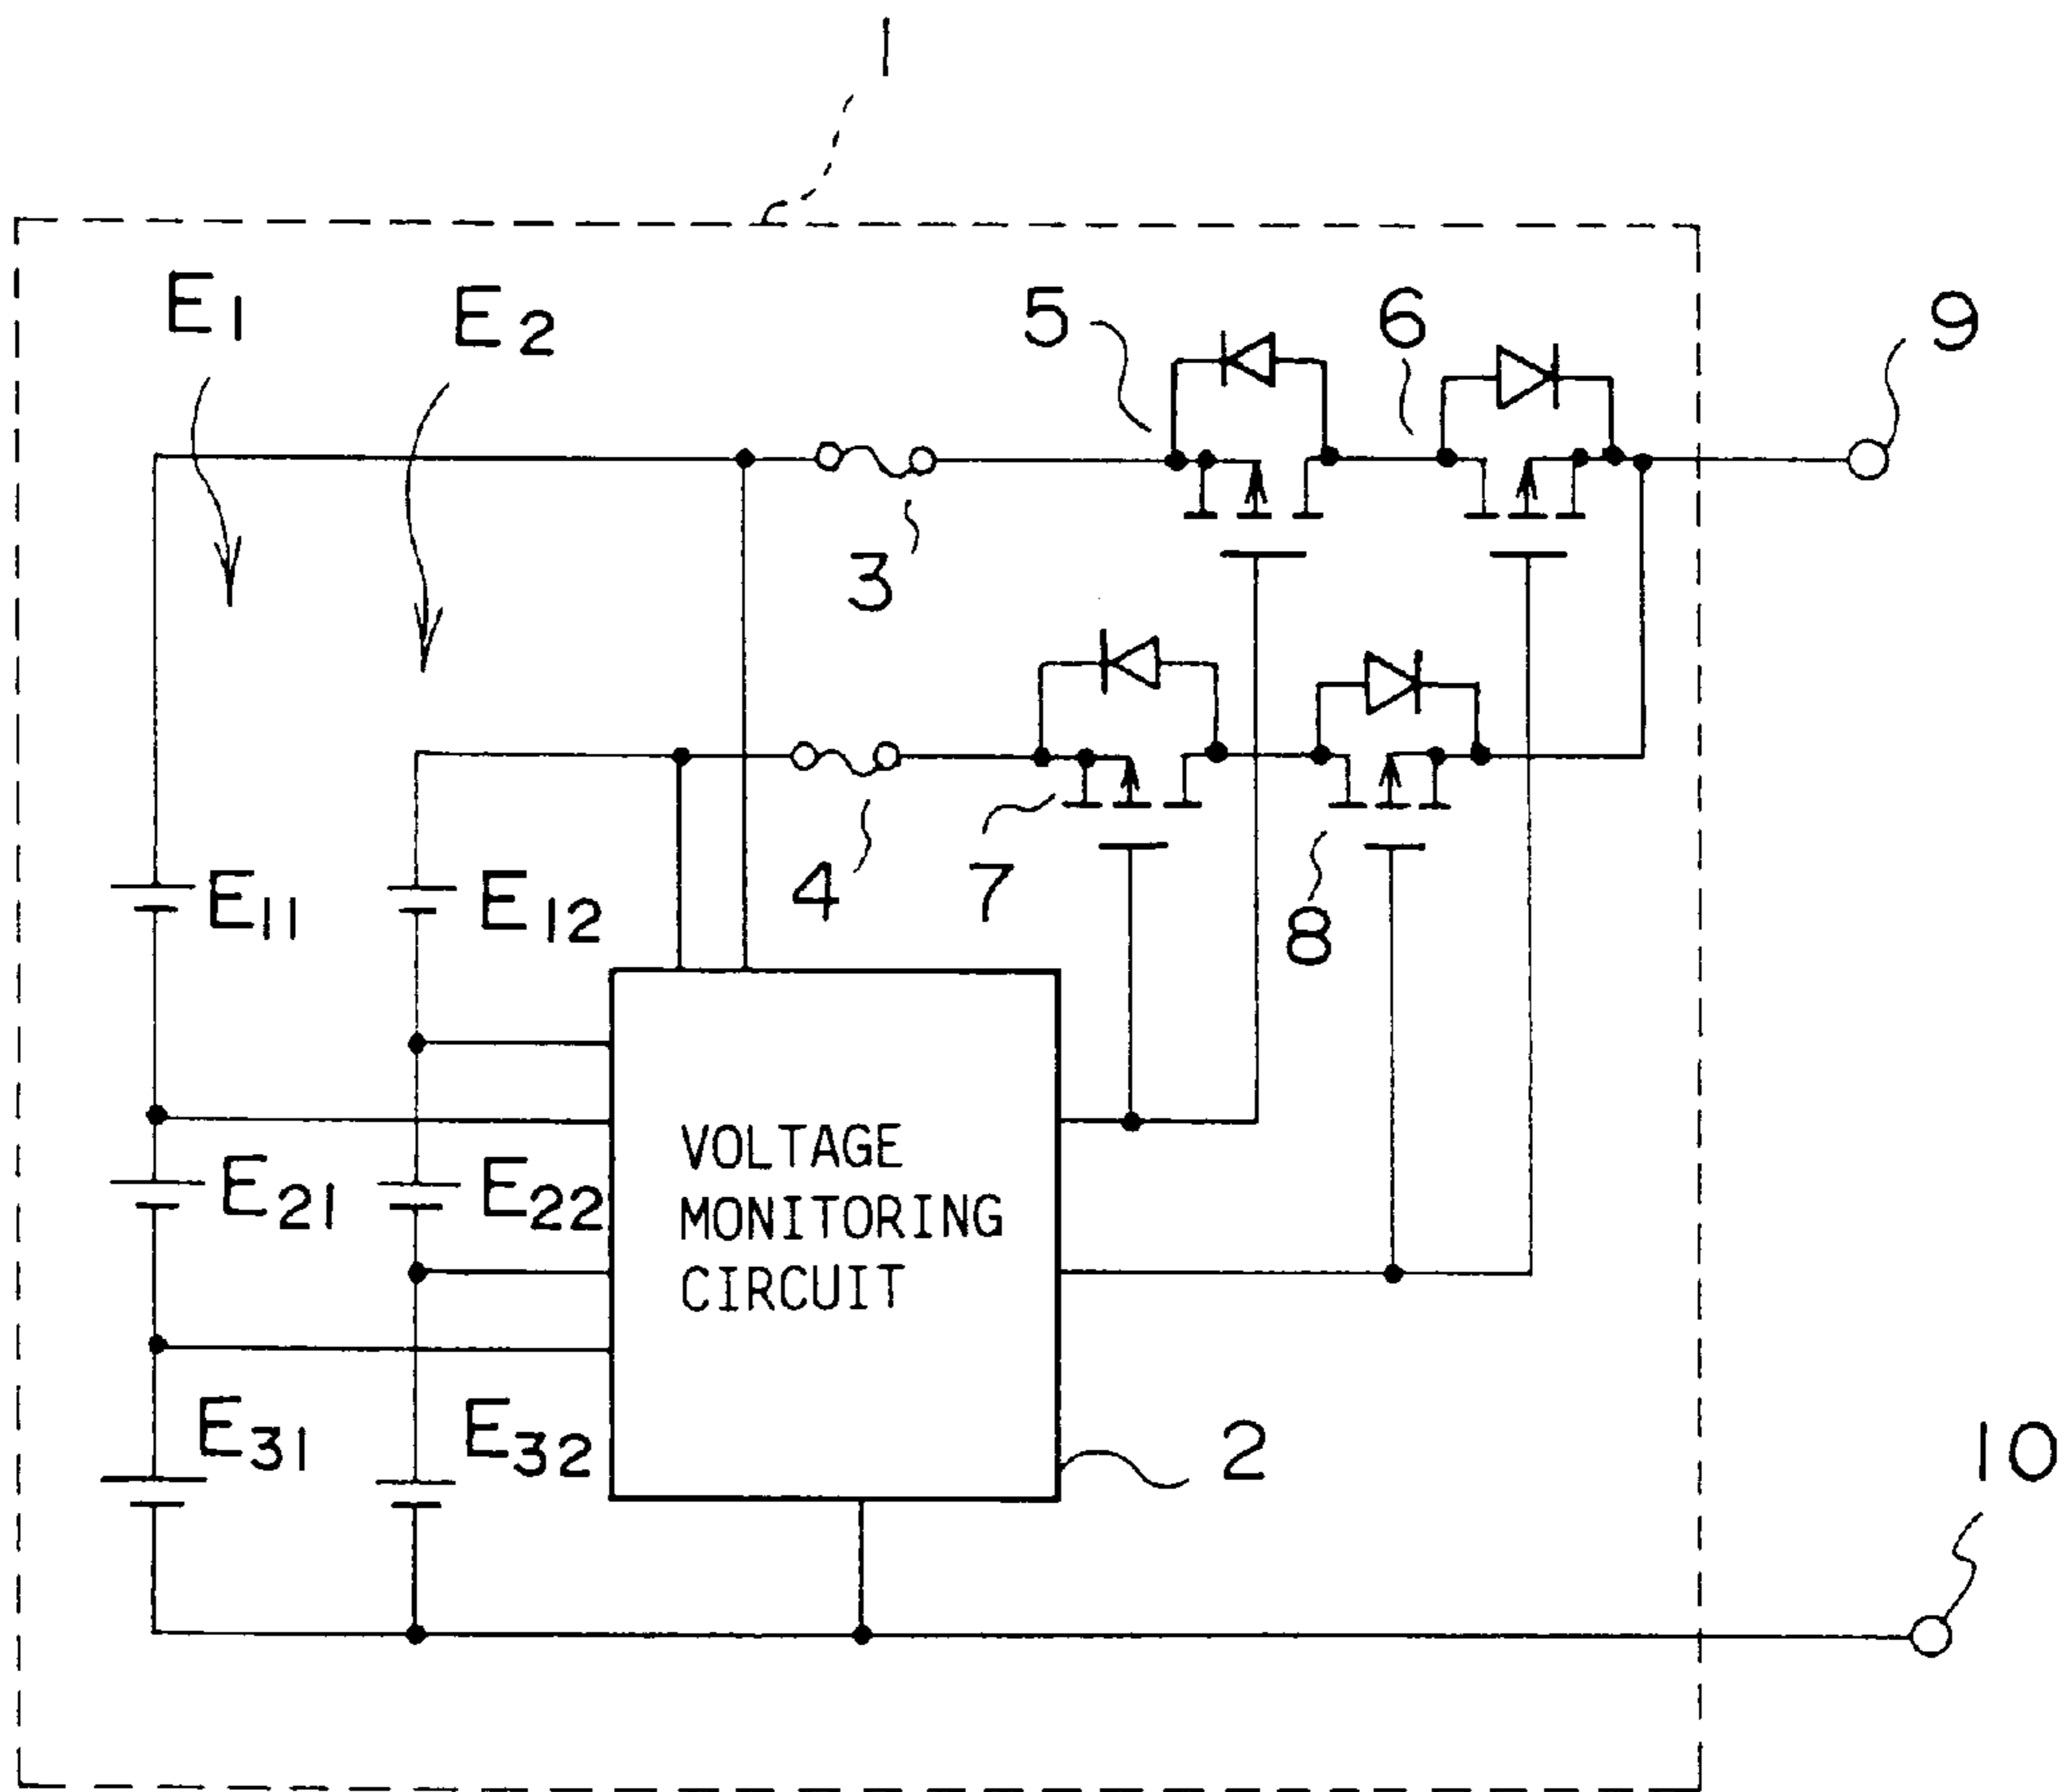 1
E1
E2
5
6
9
3
4
7
8
E11
E12
VOLTAGE
MONITORING
CIRCUIT
E21
E22
E31
E32
2
10